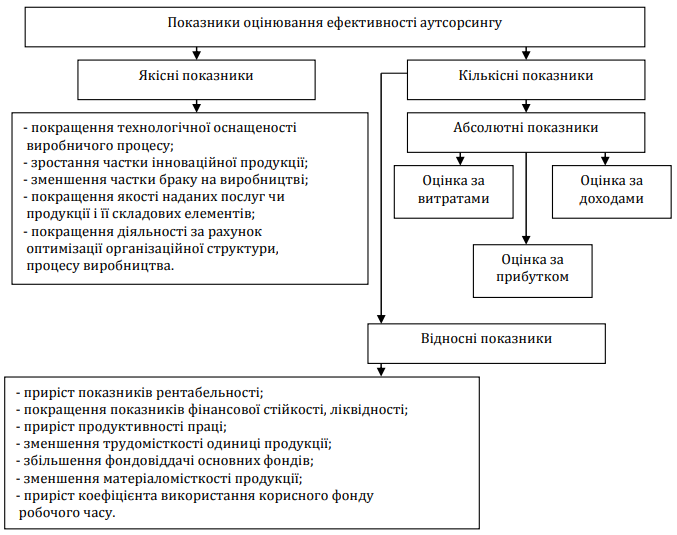 Показники оцінювання ефективності аутсорсингу
Якісні показники
Кількісні показники
- покращення технологічної оснащеності
виробничого процесу;
- зростання частки інноваційної продукції;
- зменшення частки браку на виробництві;
- покращення якості наданих послуг чи
продукції і її складових елементів;
- покращення діяльності за рахунок
оптимізації організаційної структури,
процесу виробництва.
Абсолютні показники
Оцінка за
витратами
Оцінка за
доходами
Оцінка за
прибутком
Відносні показники
- приріст показників рентабельності;
- покращення показників фінансової стійкості, ліквідності;
- приріст продуктивності праці;
- зменшення трудомісткості одиниці продукції;
- збільшення фондовіддачі основних фондів;
- зменшення матеріаломісткості продукції;
- приріст коефіцієнта використання корисного фонду
робочого часу.